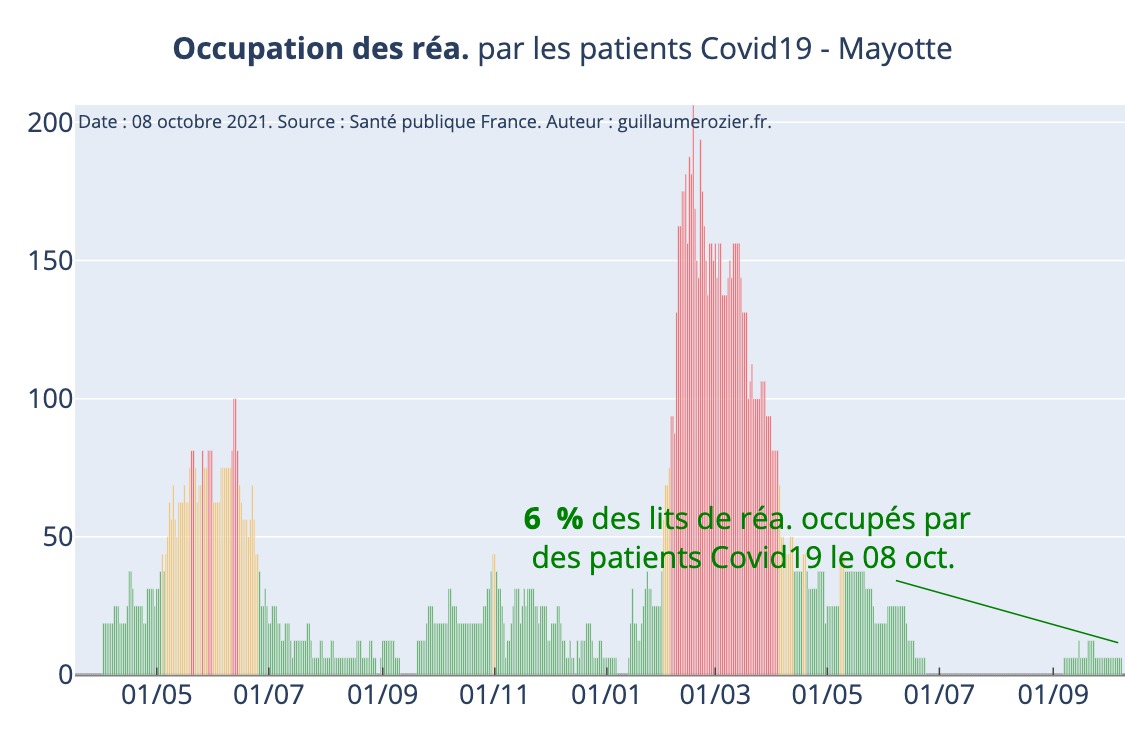 Occupation des réa. par les patients Covid19 - Mayotte
200
Date : 08 octobre 2021. Source : Santé publique France. Auteur : guillaumerozier.fr.
150
100
50
0
6  % des lits de réa. occupés par
des patients Covid19 le 08 oct.
01/05 01/07 01/09 01/11 01/01 01/03 01/05 01/07 01/09